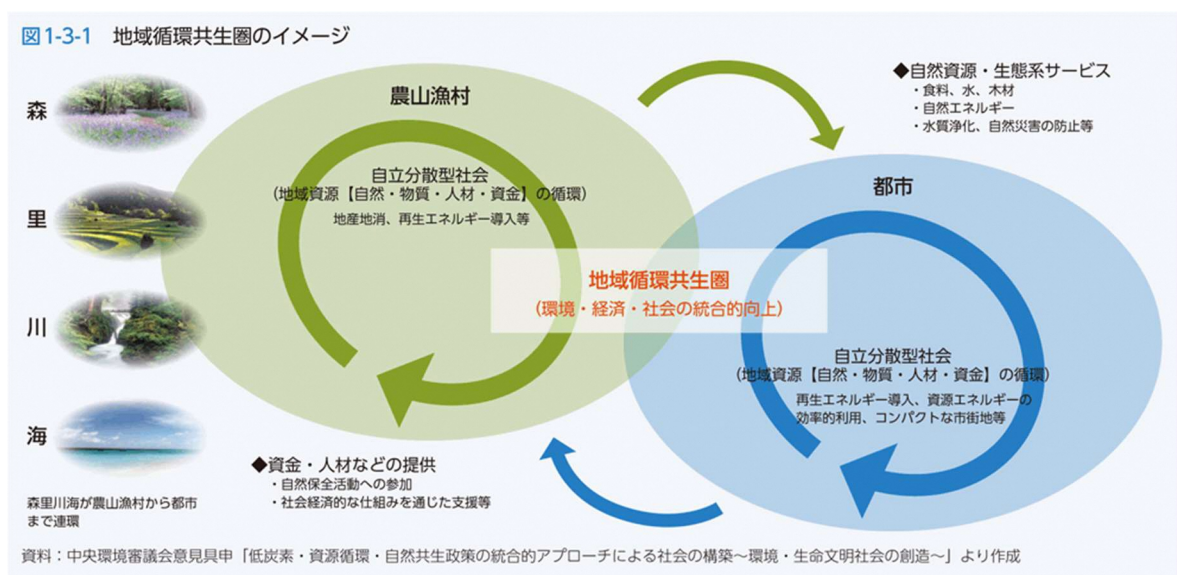 図1-3-1 地域循環共生圏のイメージ
森
里
川
海
森里川海が農山漁村から都市
まで連環
農山漁村
自立分散型社会
（地域資源【自然・物質・人材・資金】の循環）
地産地消、再生エネルギー導入等
◆自然資源・生態系サービス
・食料、水、木材
・自然エネルギー
・水質浄化、自然災害の防止等
都市
地域循環共生圏
（環境・経済・社会の統合的向上）
自立分散型社会
（地域資源【自然・物質・人材・資金】の循環）
再生エネルギー導入、資源エネルギーの
効率的利用、コンパクトな市街地等
◆資金・人材などの提供
・自然保全活動への参加
・社会経済的な仕組みを通じた支援等
資料：中央環境審議会意見具申「低炭素・資源循環・自然共生政策の統合的アプローチによる社会の構築～環境・生命文明社会の創造～」より作成